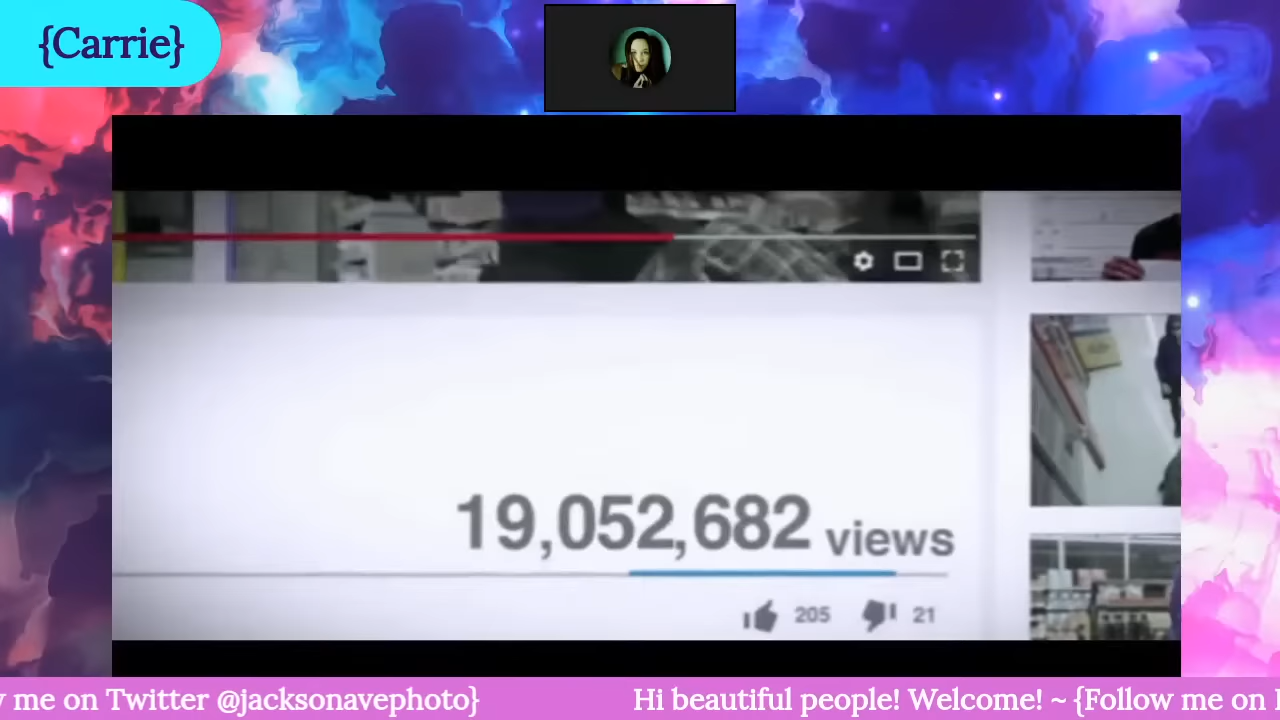 {Carrie}
19,052,682 views
205 21
me on Twitter @jacksonavephoto} Hi beautiful people! Welcome! ~ {Follow me on